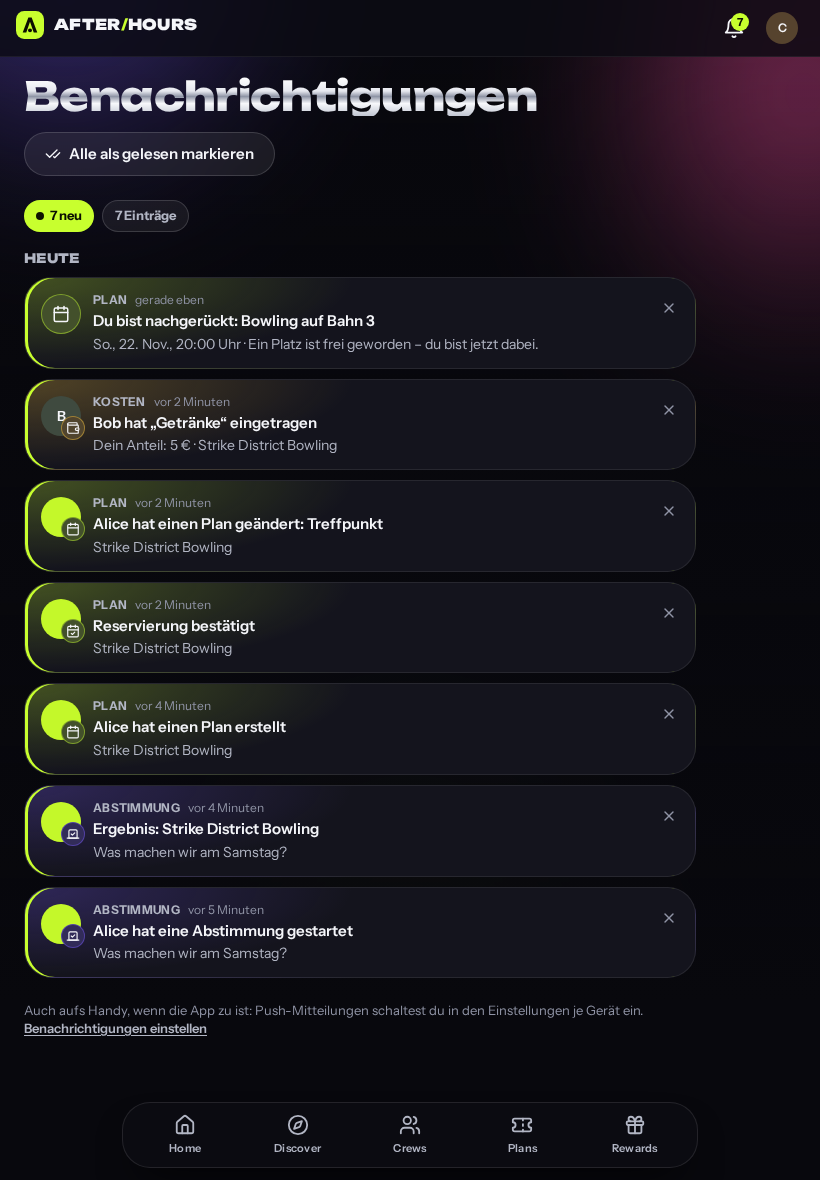 AFTER/HOURS
7
C
Benachrichtigungen
Alle als gelesen markieren
7 neu
7 Einträge
HEUTE
PLAN gerade eben
Du bist nachgerückt: Bowling auf Bahn 3
So., 22. Nov., 20:00 Uhr · Ein Platz ist frei geworden – du bist jetzt dabei.
B
KOSTEN vor 2 Minuten
Bob hat „Getränke“ eingetragen
Dein Anteil: 5 € · Strike District Bowling
PLAN vor 2 Minuten
Alice hat einen Plan geändert: Treffpunkt
Strike District Bowling
PLAN vor 2 Minuten
Reservierung bestätigt
Strike District Bowling
PLAN vor 4 Minuten
Alice hat einen Plan erstellt
Strike District Bowling
ABSTIMMUNG vor 4 Minuten
Ergebnis: Strike District Bowling
Was machen wir am Samstag?
ABSTIMMUNG vor 5 Minuten
Alice hat eine Abstimmung gestartet
Was machen wir am Samstag?
Auch aufs Handy, wenn die App zu ist: Push-Mitteilungen schaltest du in den Einstellungen je Gerät ein.
Benachrichtigungen einstellen
Home
Discover
Crews
Plans
Rewards